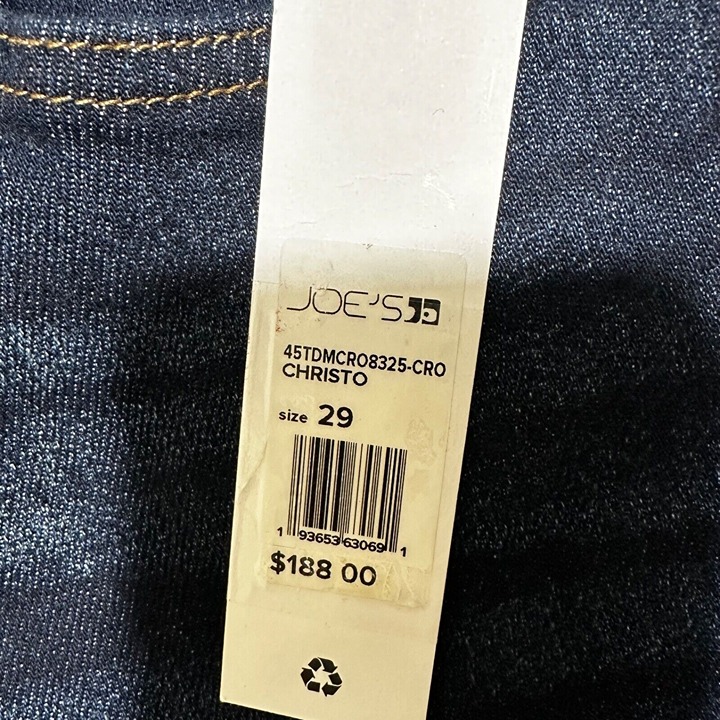 JOE'S
45TDMCRO8325-CRO
CHRISTO
size 29
1 93653 63069 1
$188 00